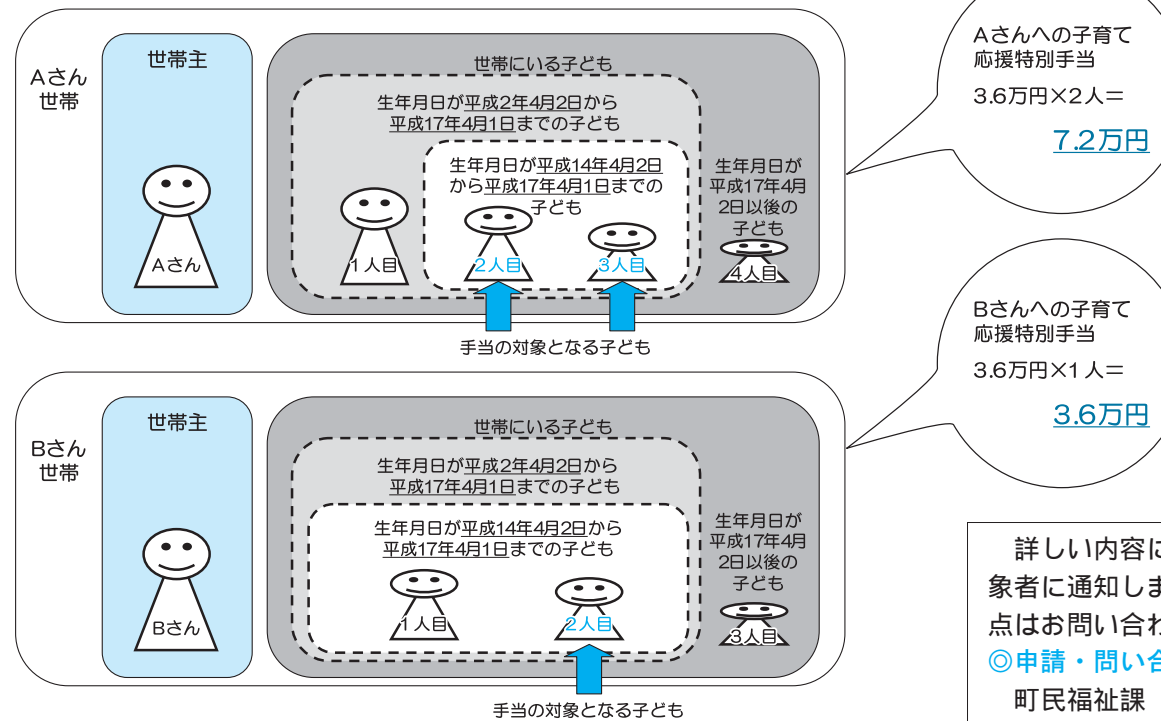 Aさん
世帯
世帯主
Aさん
世帯にいる子ども
生年月日が平成2年4月2日から
平成17年4月1日までの子ども
生年月日が平成14年4月2日
から平成17年4月1日までの
子ども
1人目
2人目
3人目
生年月日が
平成17年4月
2日以後の
子ども
4人目
手当の対象となる子ども
Aさんへの子育て
応援特別手当
3.6万円×2人＝
7.2万円
Bさん
世帯
世帯主
Bさん
世帯にいる子ども
生年月日が平成2年4月2日から
平成17年4月1日までの子ども
生年月日が平成14年4月2日から
平成17年4月1日までの子ども
1人目
2人目
生年月日が
平成17年4月
2日以後の
子ども
3人目
手当の対象となる子ども
Bさんへの子育て
応援特別手当
3.6万円×1人＝
3.6万円
詳しい内容に
象者に通知しま
点はお問い合わ
◎申請・問い合
町民福祉課